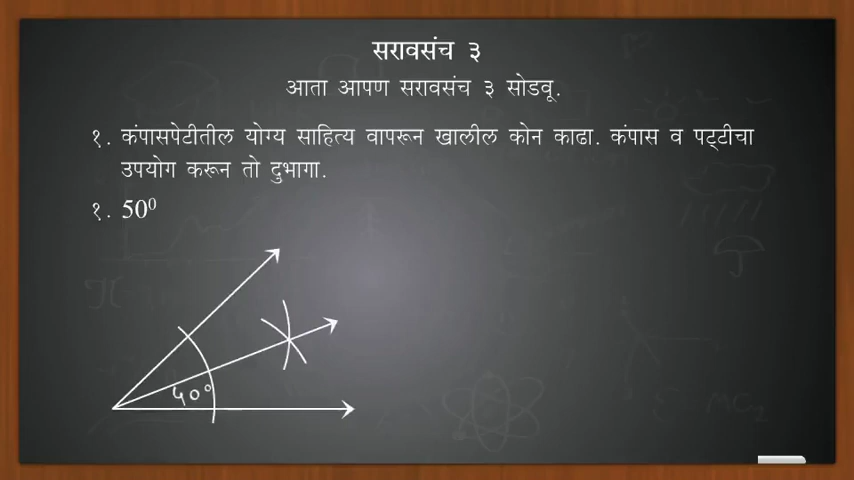 सरावसंच ३
आता आपण सरावसंच ३ सोडवू.
१. कंपासपेटीतील योग्य साहित्य वापरून खालील कोन काढा. कंपास व पट्टीचा
उपयोग करून तो दुभागा.
१. 50⁰
५०°